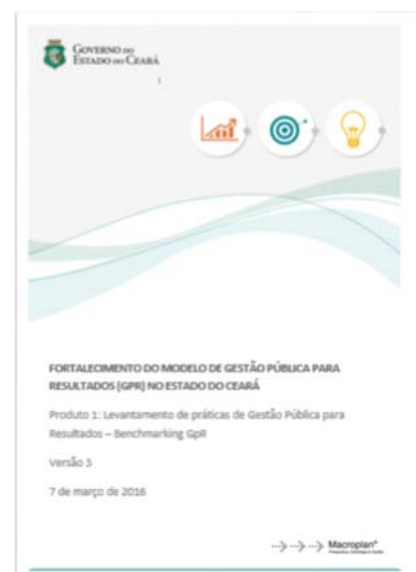 GOVERNO DO
ESTADO DO CEARÁ
1
FORTALECIMENTO DO MODELO DE GESTÃO PÚBLICA PARA
RESULTADOS (GPR) NO ESTADO DO CEARÁ
Produto 1: Levantamento de práticas de Gestão Pública para
Resultados – Benchmarking GpR
Versão 3
7 de março de 2016
Macroplan®